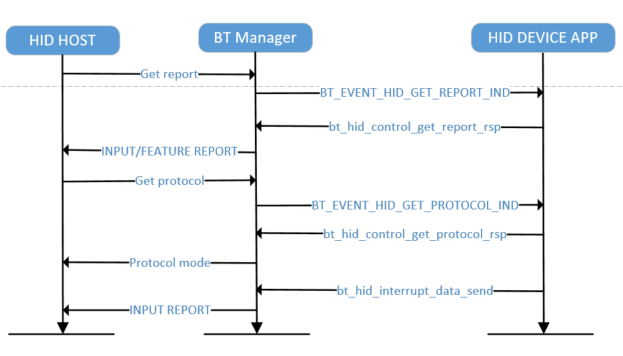 HID HOST
BT Manager
HID DEVICE APP
Get report
BT_EVENT_HID_GET_REPORT_IND
bt_hid_control_get_report_rsp
INPUT/FEATURE REPORT
Get protocol
BT_EVENT_HID_GET_PROTOCOL_IND
bt_hid_control_get_protocol_rsp
Protocol mode
bt_hid_interrupt_data_send
INPUT REPORT